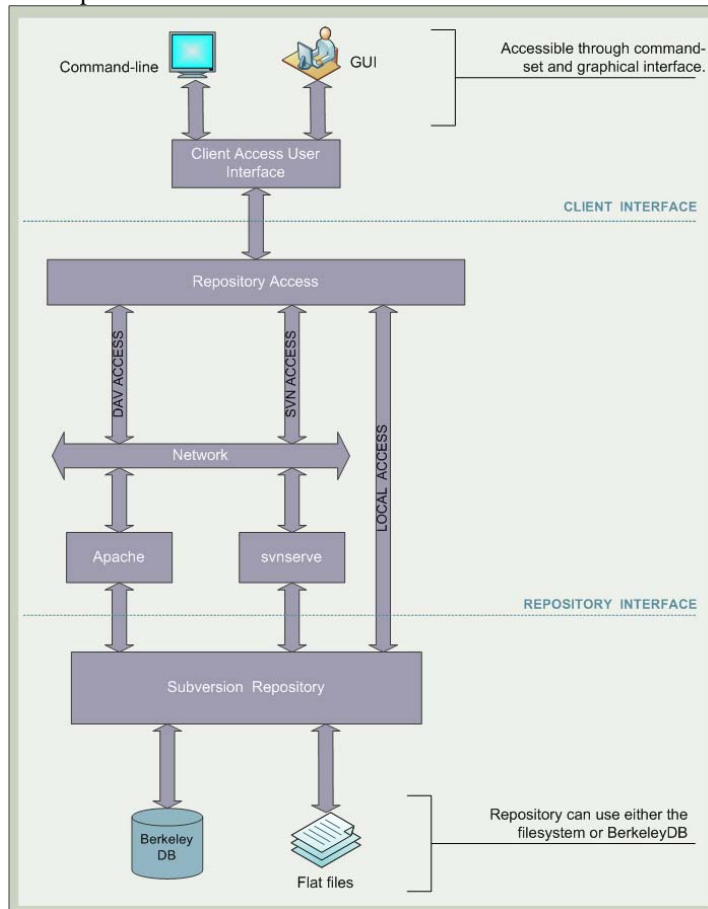 Command-line
GUI
Accessible through command-
set and graphical interface.
Client Access User
Interface
CLIENT INTERFACE
Repository Access
DAV ACCESS
SVN ACCESS
LOCAL ACCESS
Network
Apache
svnserve
REPOSITORY INTERFACE
Subversion Repository
Berkeley
DB
Flat files
Repository can use either the
filesystem or BerkeleyDB